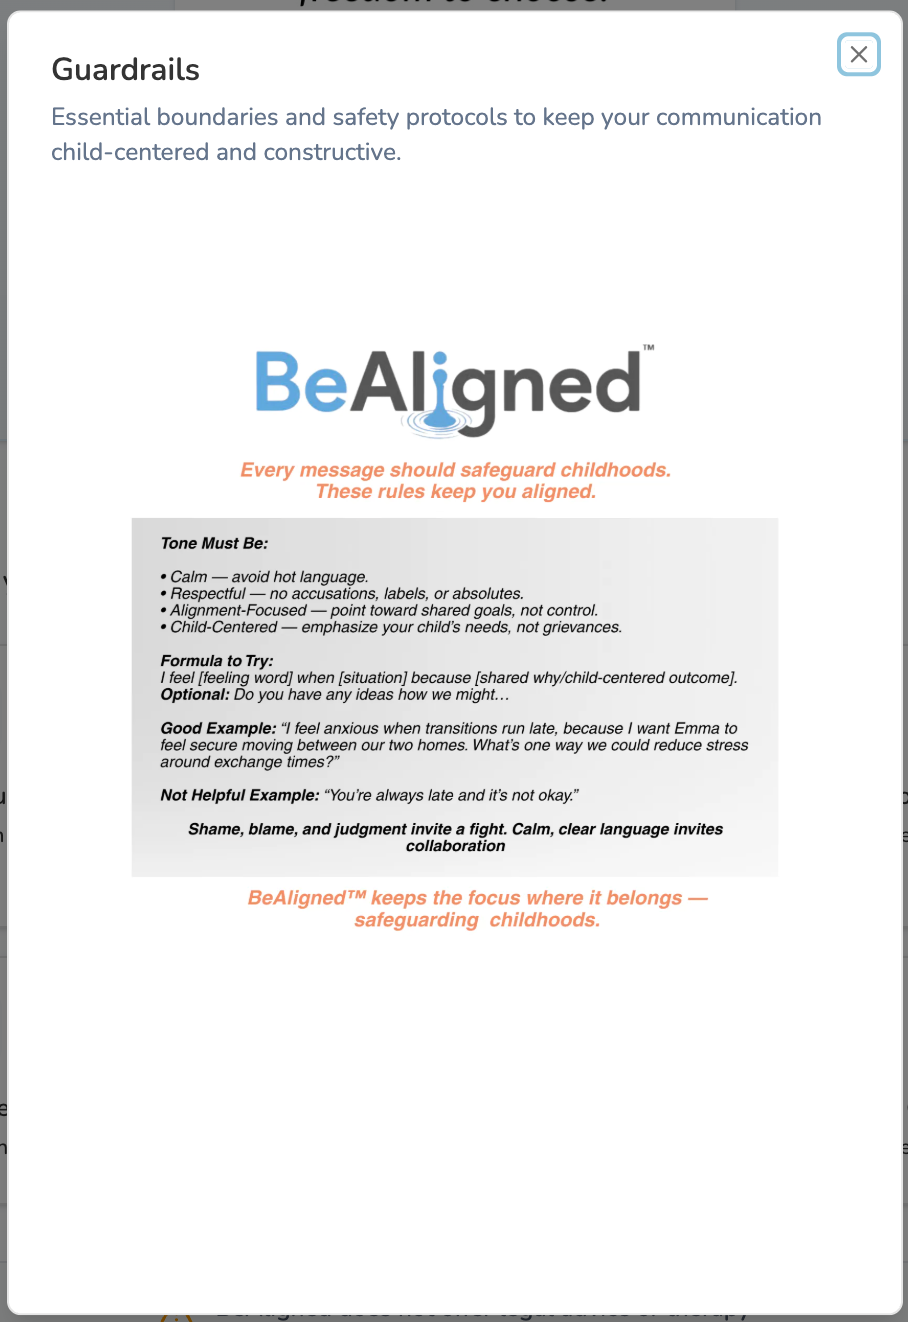 freedom to choose.
Guardrails
Essential boundaries and safety protocols to keep your communication
child-centered and constructive.
BeAligned™
Every message should safeguard childhoods.
These rules keep you aligned.
Tone Must Be:
• Calm — avoid hot language.
• Respectful — no accusations, labels, or absolutes.
• Alignment-Focused — point toward shared goals, not control.
• Child-Centered — emphasize your child’s needs, not grievances.
Formula to Try:
I feel [feeling word] when [situation] because [shared why/child-centered outcome].
Optional: Do you have any ideas how we might…
Good Example: “I feel anxious when transitions run late, because I want Emma to
feel secure moving between our two homes. What’s one way we could reduce stress
around exchange times?”
Not Helpful Example: “You’re always late and it’s not okay.”
Shame, blame, and judgment invite a fight. Calm, clear language invites
collaboration
BeAligned™ keeps the focus where it belongs —
safeguarding childhoods.